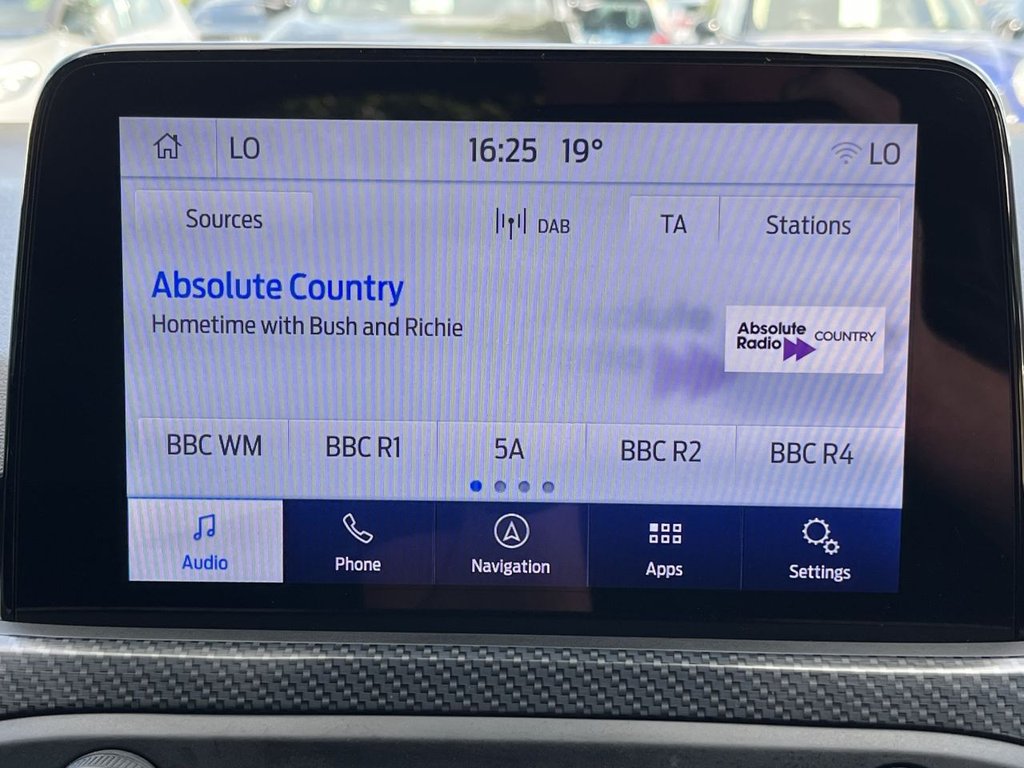 LO 16:25 19° LO
Sources DAB TA Stations
Absolute Country
Hometime with Bush and Richie
Absolute
Radio COUNTRY
BBC WM BBC R1 5A BBC R2 BBC R4
Audio Phone Navigation Apps Settings